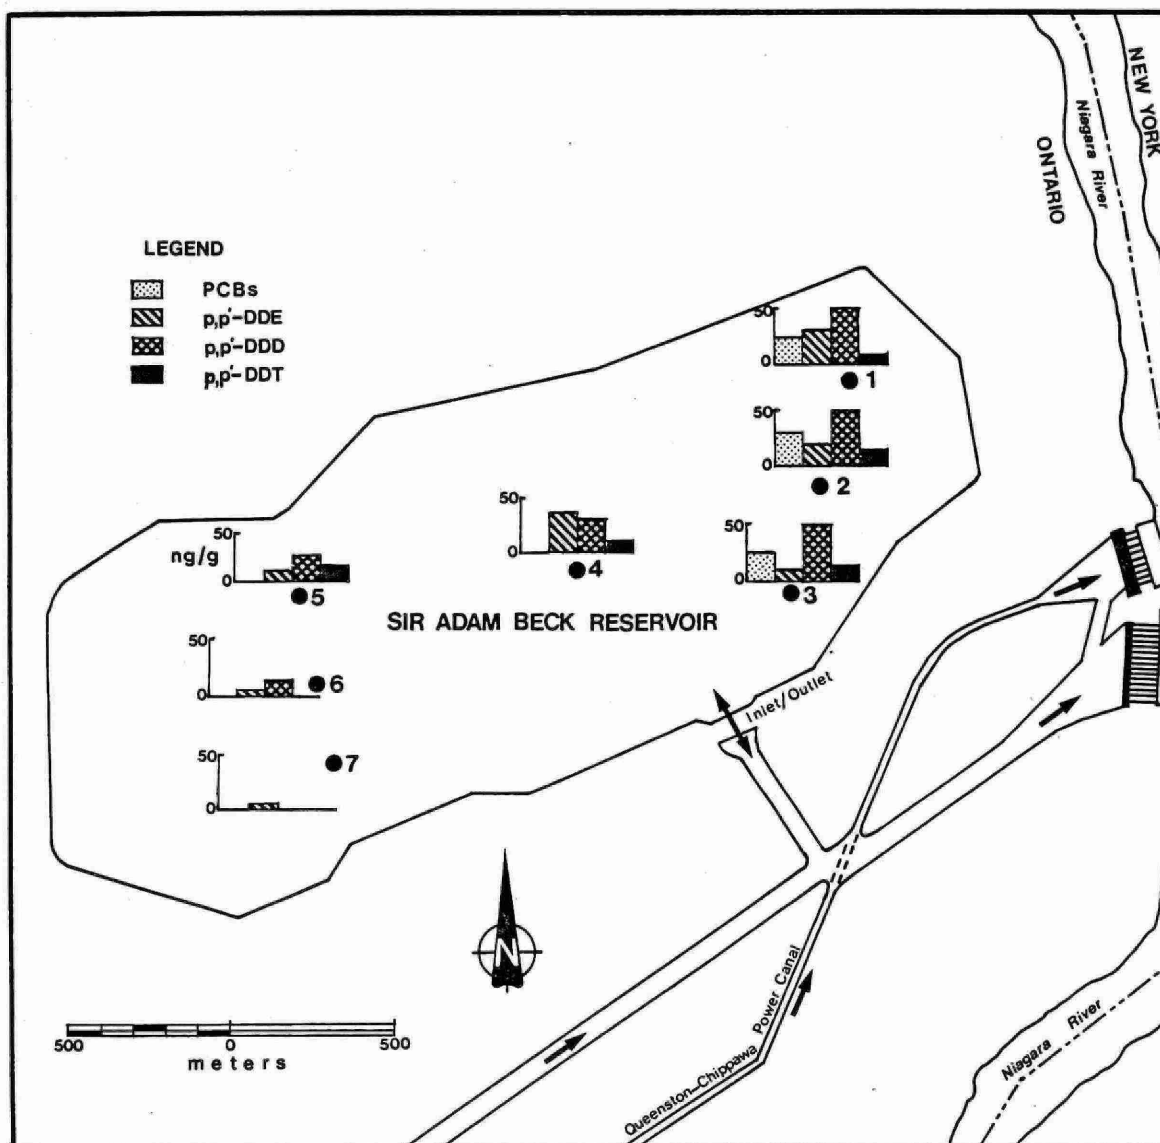 NEW YORK
Niagara River
ONTARIO
LEGEND
PCBs
p,p'-DDE
p,p'-DDD
p,p'-DDT
50
0
1
50
0
2
50
0
3
50
0
4
50
ng/g
0
5
SIR ADAM BECK RESERVOIR
50
0
6
50
0
7
Inlet/Outlet
N
Queenston-Chippawa Power Canal
Niagara River
500 0 500
meters